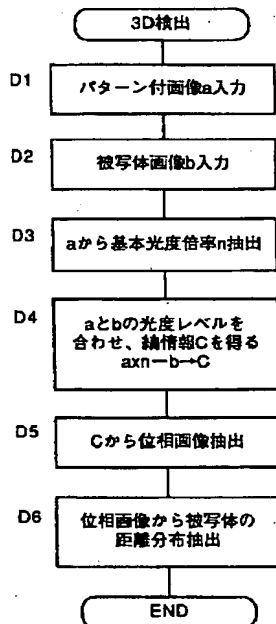 3D検出
D1
パターン付画像a入力
D2
被写体画像b入力
D3
aから基本光度倍率n抽出
D4
aとbの光度レベルを
合わせ、縞情報Cを得る
axn－b→C
D5
Cから位相画像抽出
D6
位相画像から被写体の
距離分布抽出
END